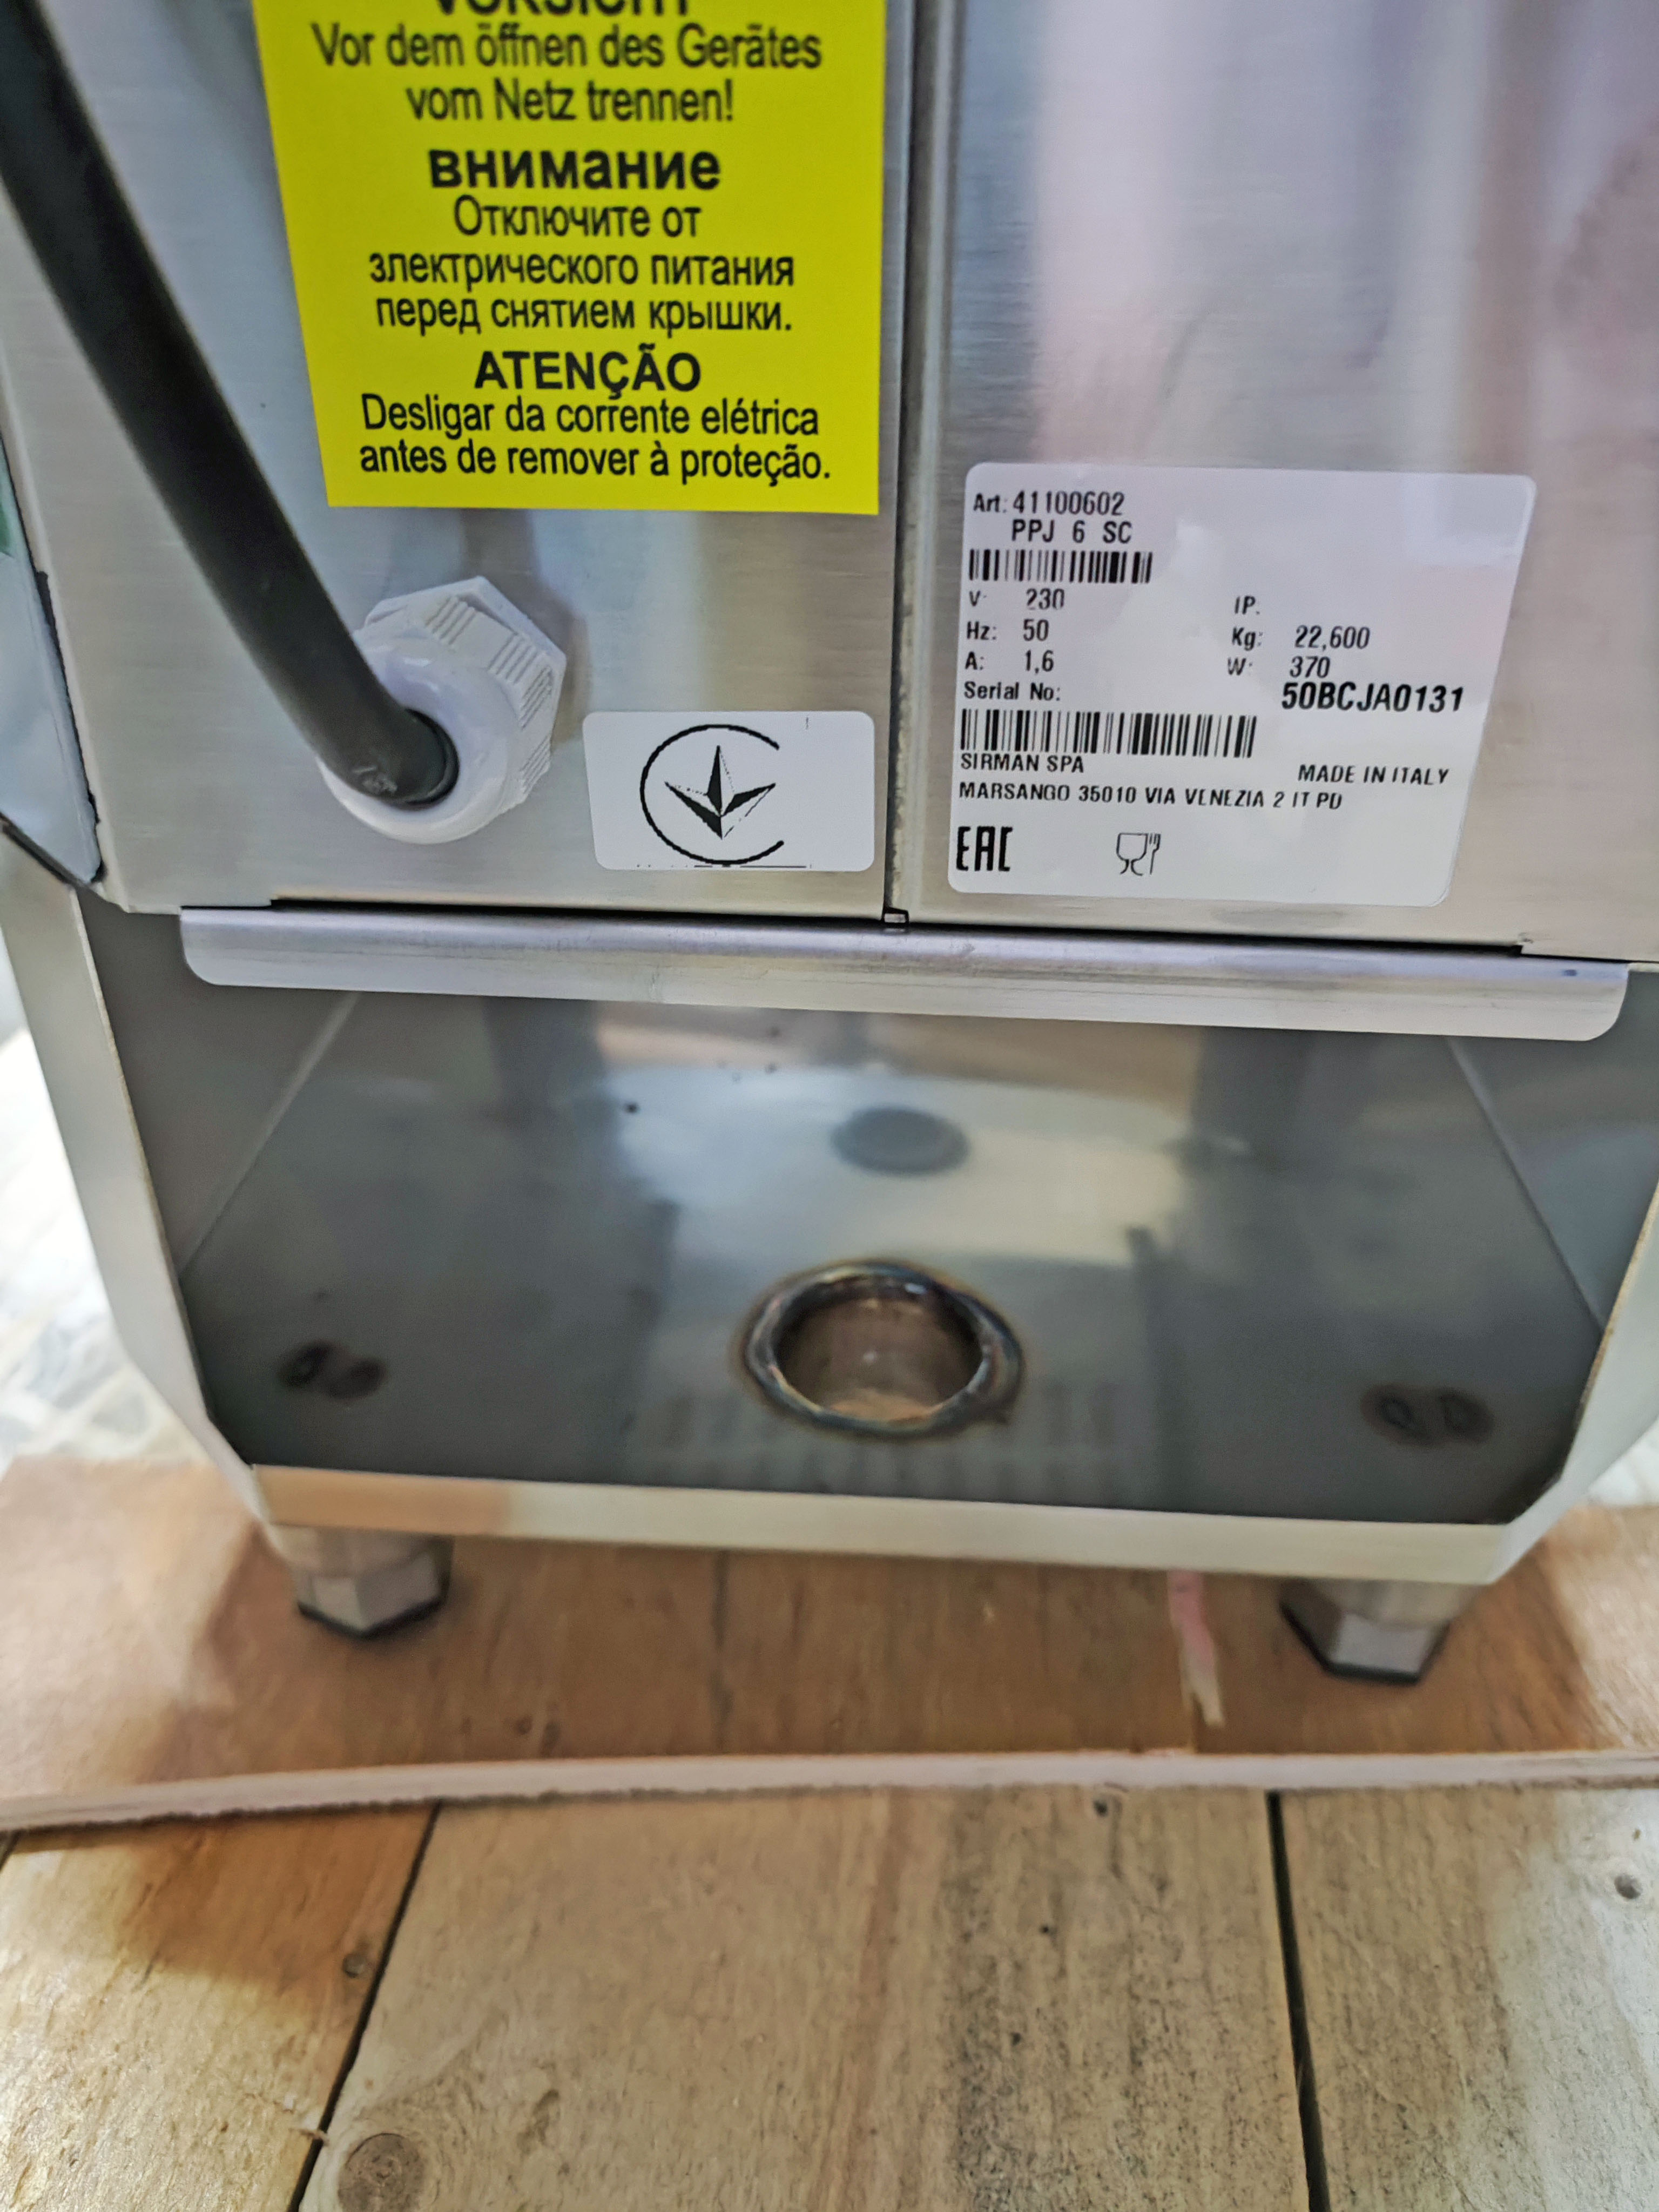 VORSICHT
Vor dem öffnen des Gerätes
vom Netz trennen!
внимание
Отключите от
злектрического питания
перед снятием крышки.
ATENÇÃO
Desligar da corrente elétrica
antes de remover à proteção.
Art: 41100602
PPJ 6 SC
V: 230 IP:
Hz: 50 Kg: 22,600
A: 1,6 W: 370
Serial No: 50BCJA0131
SIRMAN SPA MADE IN ITALY
MARSANGO 35010 VIA VENEZIA 2 IT PD
EAC